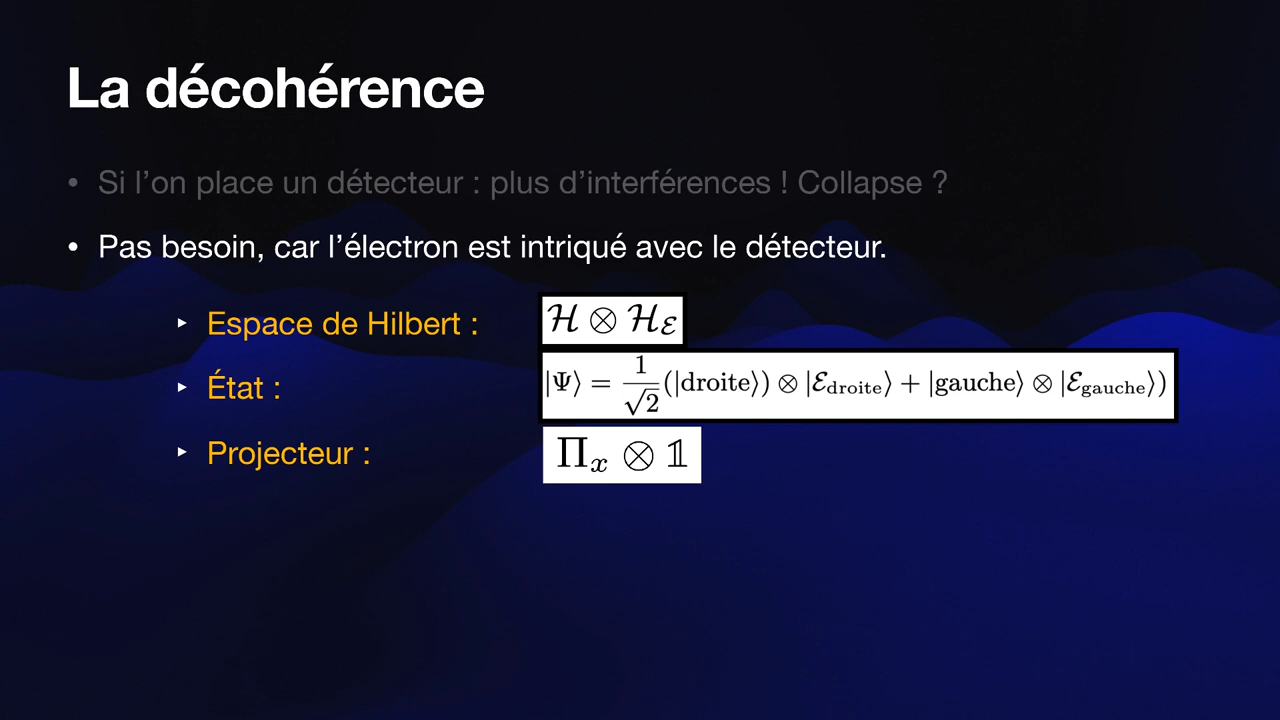 La décohérence
• Si l’on place un détecteur : plus d’interférences ! Collapse ?
• Pas besoin, car l’électron est intriqué avec le détecteur.
‣ Espace de Hilbert : ℋ ⊗ ℋ_ℰ
‣ État : |Ψ⟩ = 1/√2 (|droite⟩) ⊗ |ℰ_droite⟩ + |gauche⟩ ⊗ |ℰ_gauche⟩)
‣ Projecteur : Π_x ⊗ 𝟙